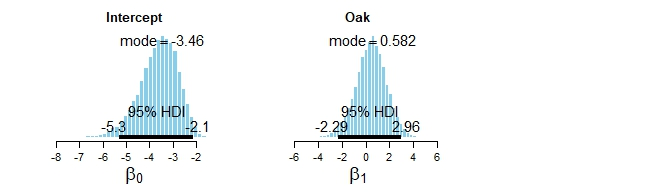 Intercept
mode = -3.46
95% HDI
-5.3 -2.1
-8 -7 -6 -5 -4 -3 -2
β0
Oak
mode = 0.582
95% HDI
-2.29 2.96
-6 -4 -2 0 2 4 6
β1